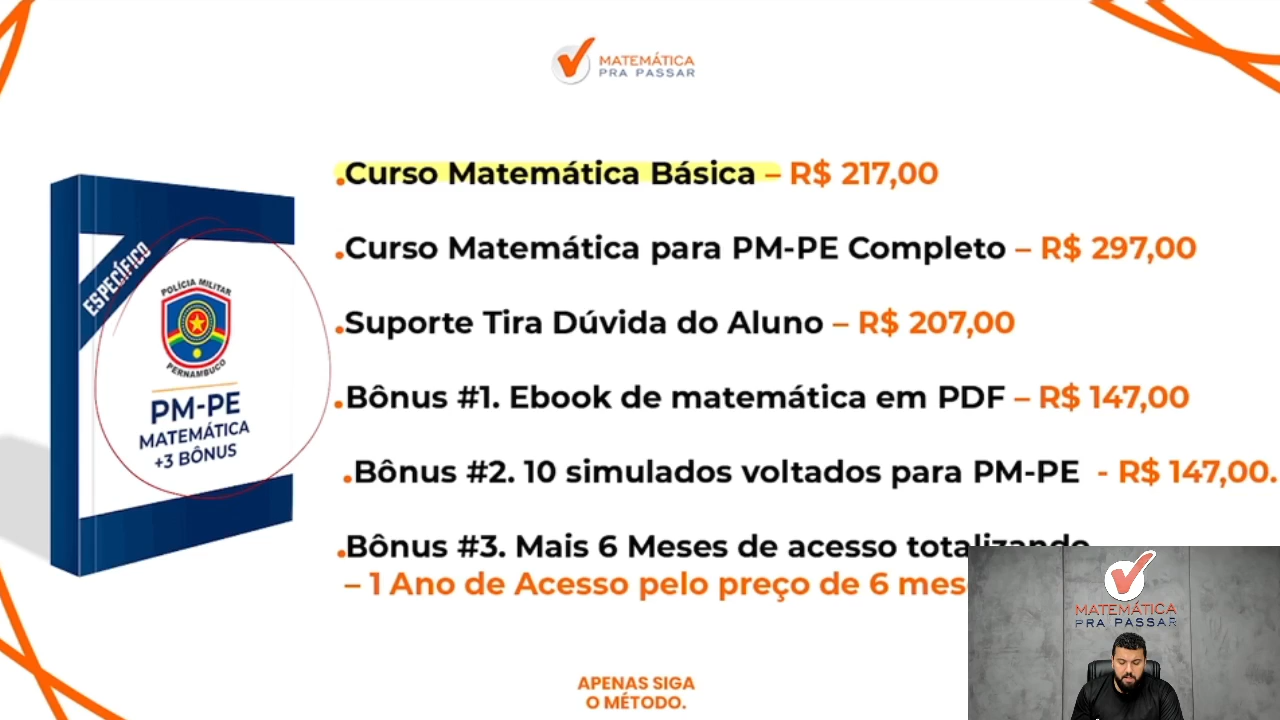 MATEMÁTICA
PRA PASSAR
.Curso Matemática Básica – R$ 217,00
.Curso Matemática para PM-PE Completo – R$ 297,00
.Suporte Tira Dúvida do Aluno – R$ 207,00
.Bônus #1. Ebook de matemática em PDF – R$ 147,00
.Bônus #2. 10 simulados voltados para PM-PE - R$ 147,00.
.Bônus #3. Mais 6 Meses de acesso totalizando
– 1 Ano de Acesso pelo preço de 6
ESPECÍFICO
POLÍCIA MILITAR
PERNAMBUCO
PM-PE
MATEMÁTICA
+3 BÔNUS
MATEMÁTICA
PRA PASSAR
APENAS SIGA
O MÉTODO.